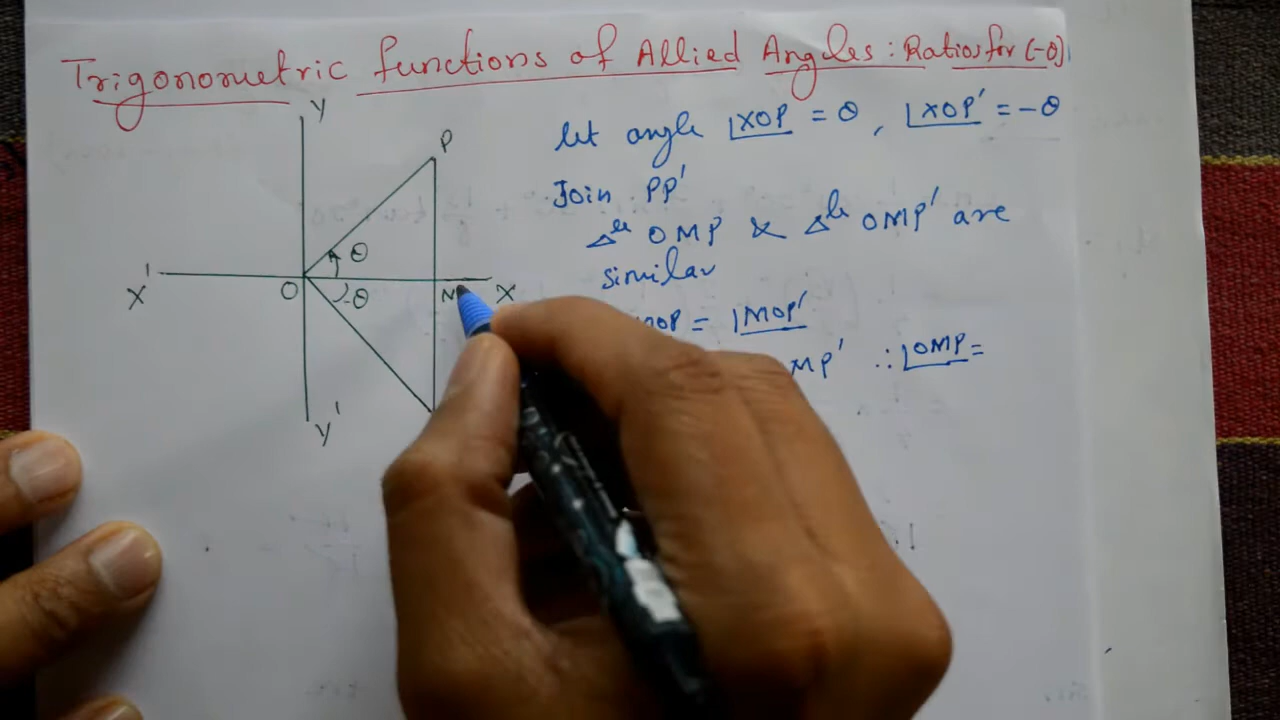 Trigonometric functions of Allied Angles : Ratios for (-θ)
Y
P
θ
X'
O
-θ
M
X
Y'
Let angle ∠XOP = θ , ∠XOP' = -θ
Join PP'
Δle OMP & Δle OMP' are
similar
MOP = ∠MOP'
MP' ∴ ∠OMP =